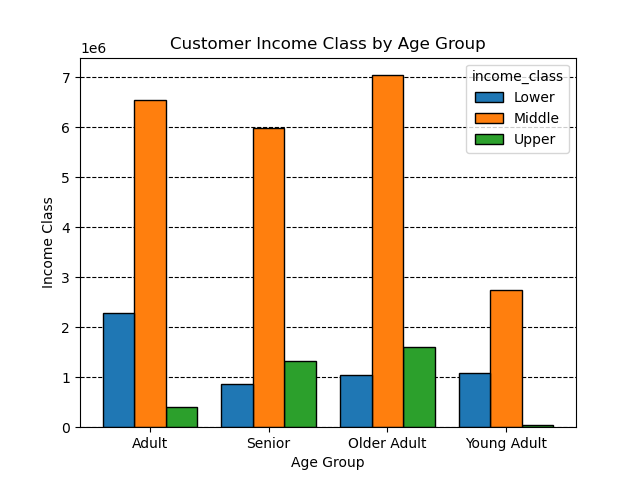 Customer Income Class by Age Group
1e6
income_class
Lower
Middle
Upper
7
6
5
4
3
2
1
0
Income Class
Adult Senior Older Adult Young Adult
Age Group